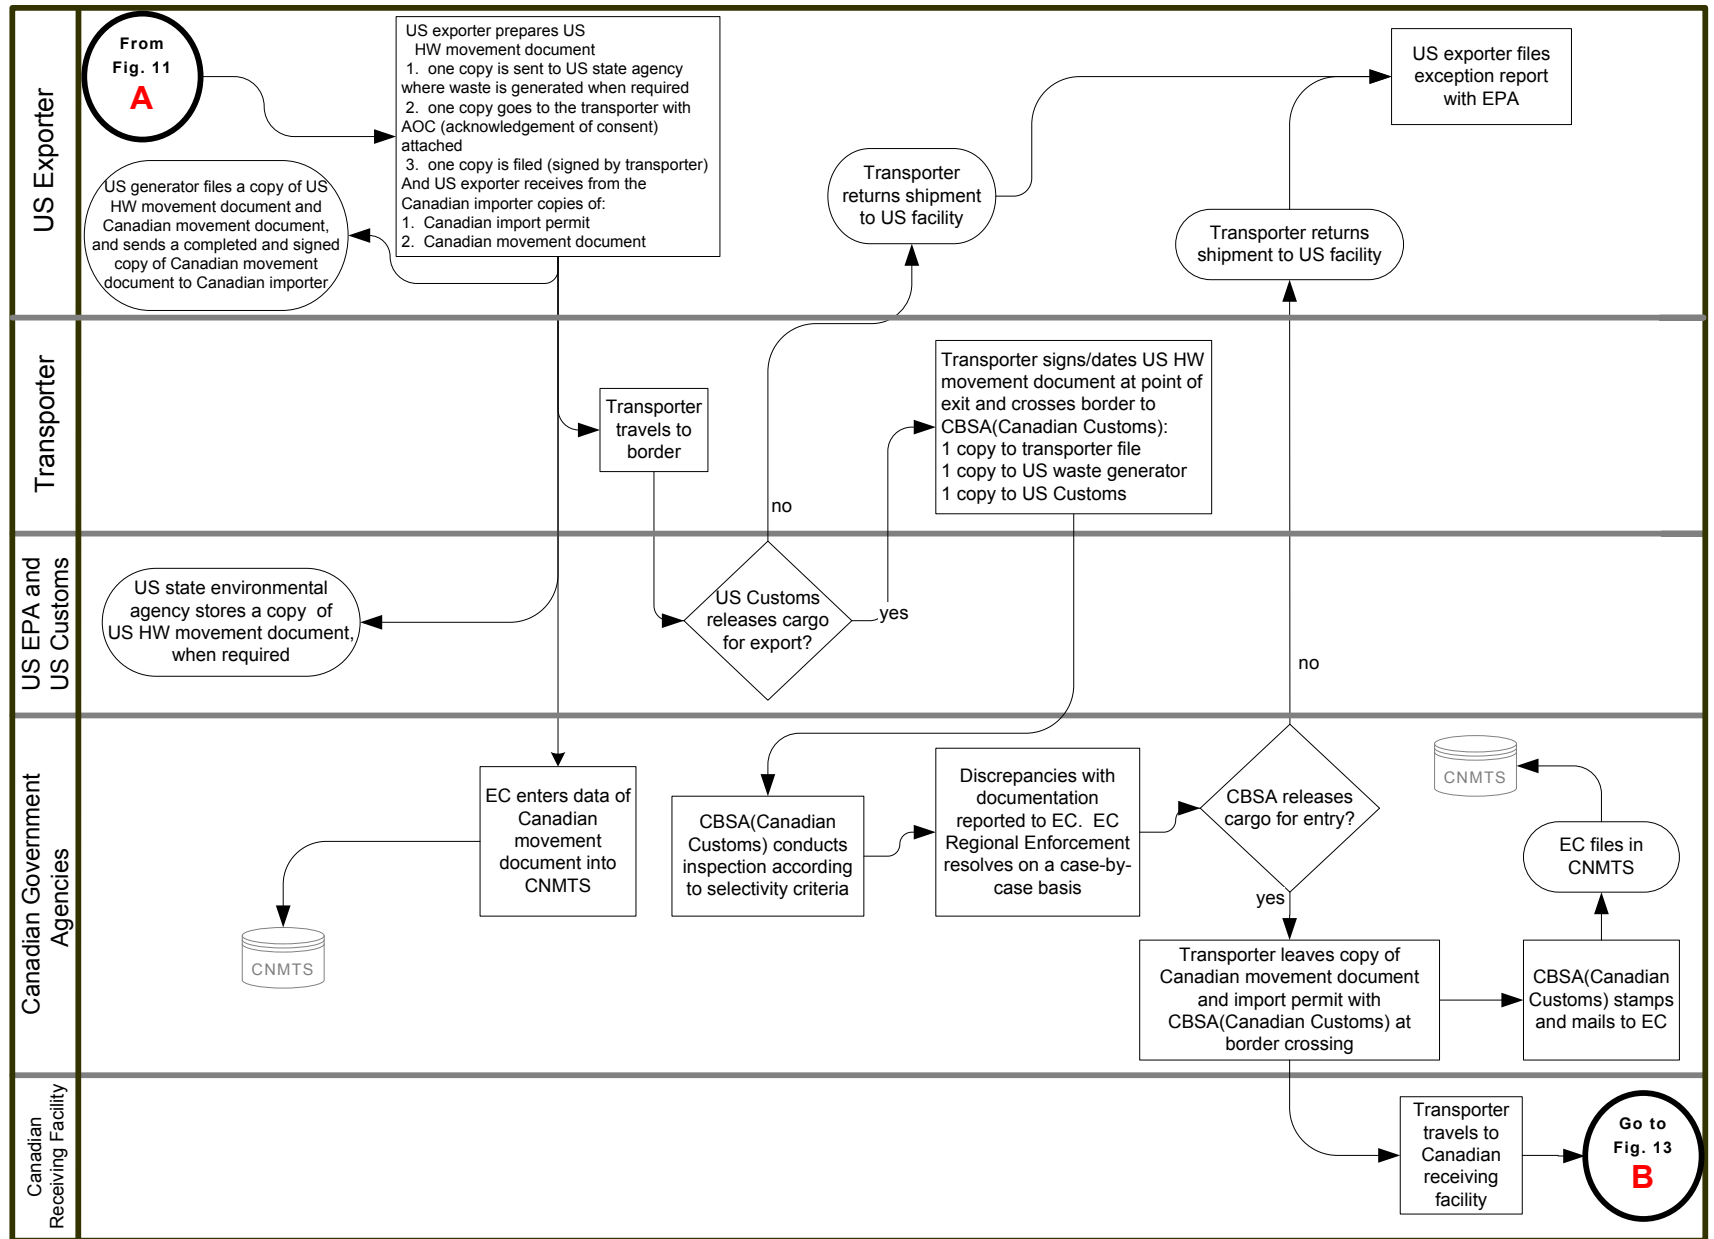 US Exporter
From
Fig. 11
A
US exporter prepares US
HW movement document
1. one copy is sent to US state agency
where waste is generated when required
2. one copy goes to the transporter with
AOC (acknowledgement of consent)
attached
3. one copy is filed (signed by transporter)
And US exporter receives from the
Canadian importer copies of:
1. Canadian import permit
2. Canadian movement document
US generator files a copy of US
HW movement document and
Canadian movement document,
and sends a completed and signed
copy of Canadian movement
document to Canadian importer
Transporter
returns shipment
to US facility
US exporter files
exception report
with EPA
Transporter returns
shipment to US facility
Transporter
Transporter
travels to
border
no
Transporter signs/dates US HW
movement document at point of
exit and crosses border to
CBSA(Canadian Customs):
1 copy to transporter file
1 copy to US waste generator
1 copy to US Customs
US EPA and
US Customs
US state environmental
agency stores a copy of
US HW movement document,
when required
US Customs
releases cargo
for export?
yes
no
Canadian Government
Agencies
EC enters data of
Canadian
movement
document into
CNMTS
CNMTS
CBSA(Canadian
Customs) conducts
inspection according
to selectivity criteria
Discrepancies with
documentation
reported to EC. EC
Regional Enforcement
resolves on a case-by-
case basis
CBSA releases
cargo for entry?
yes
CNMTS
EC files in
CNMTS
Transporter leaves copy of
Canadian movement document
and import permit with
CBSA(Canadian Customs) at
border crossing
CBSA(Canadian
Customs) stamps
and mails to EC
Canadian
Receiving Facility
Transporter
travels to
Canadian
receiving
facility
Go to
Fig. 13
B